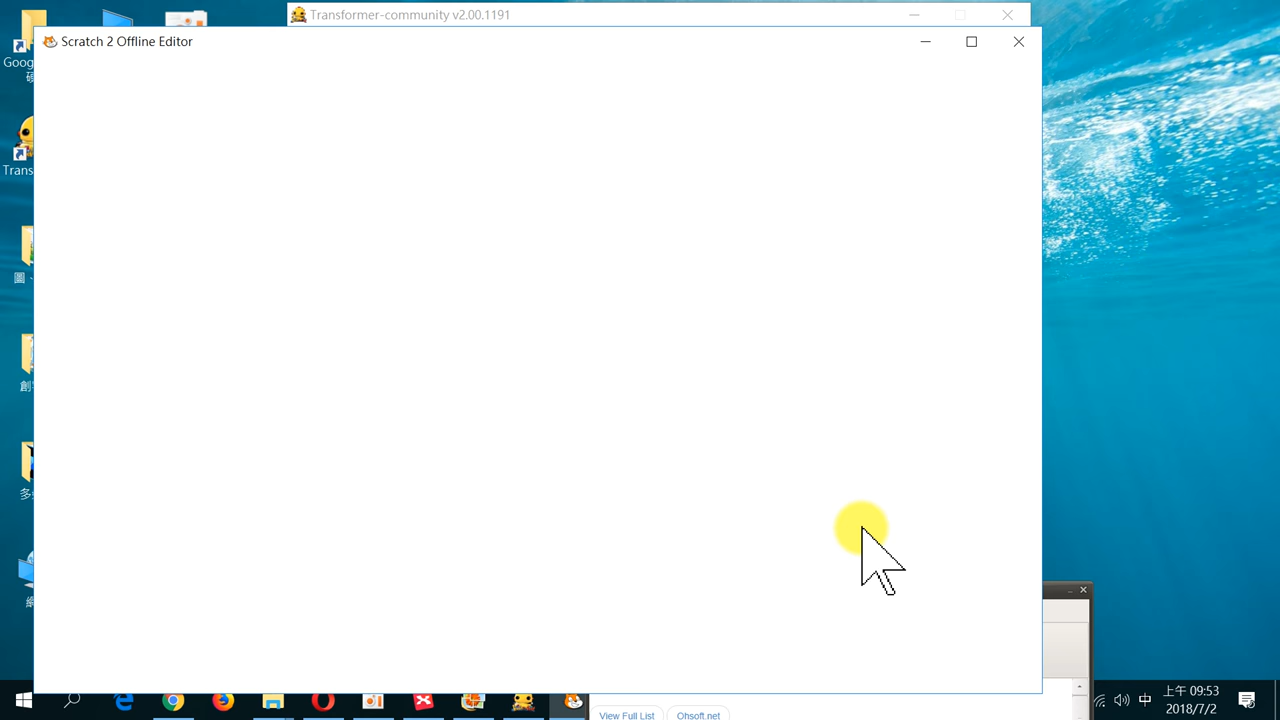 Transformer-community v2.00.1191
Scratch 2 Offline Editor
Goog
Trans
圖、
創
多
上午 09:53
中
2018/7/2
View Full List
Ohsoft.net